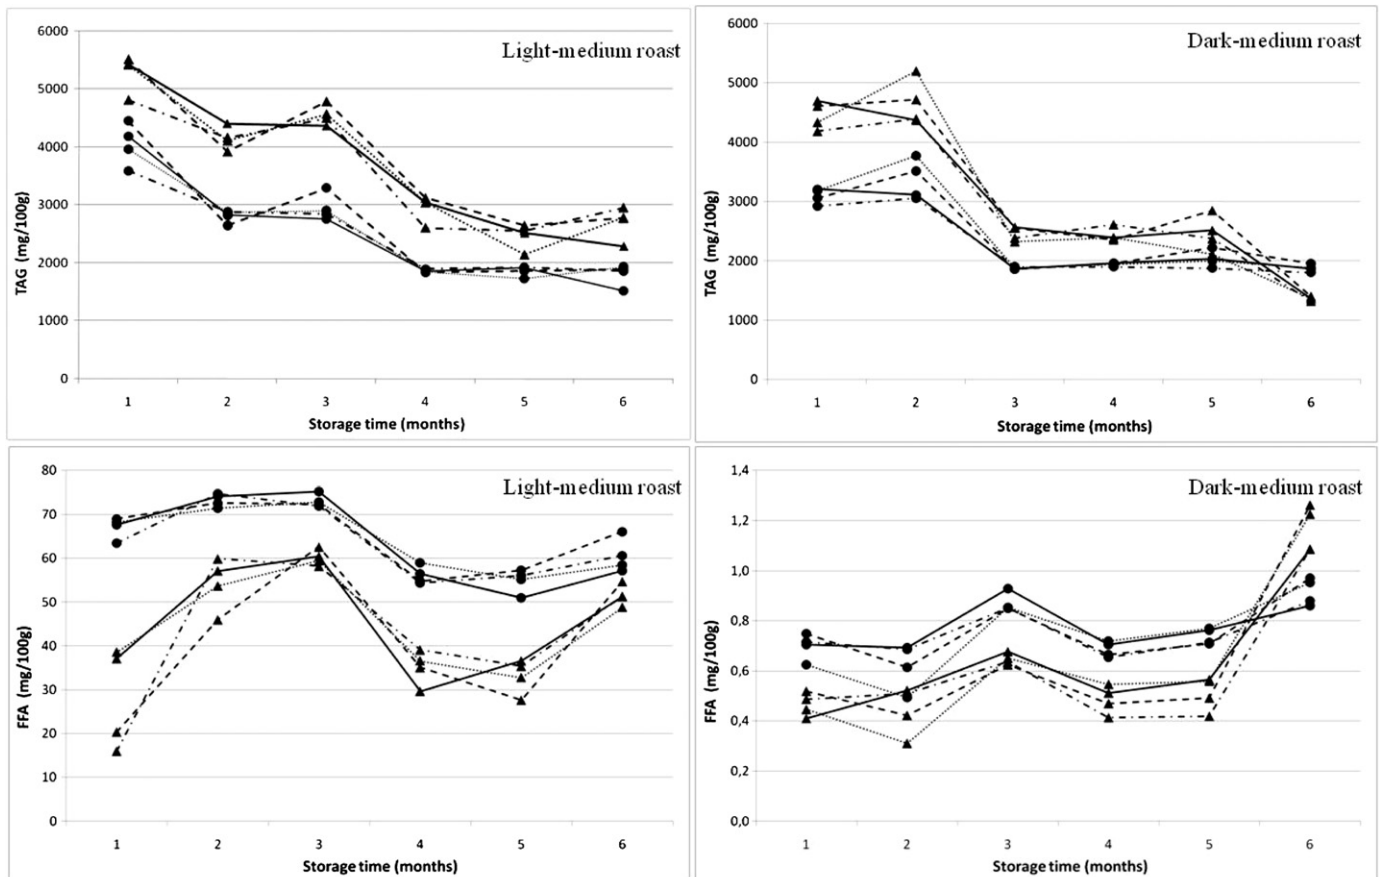 Light-medium roast
TAG (mg/100g)
6000
5000
4000
3000
2000
1000
0
1 2 3 4 5 6
Storage time (months)
Dark-medium roast
TAG (mg/100g)
6000
5000
4000
3000
2000
1000
0
1 2 3 4 5 6
Storage time (months)
Light-medium roast
FFA (mg/100g)
80
70
60
50
40
30
20
10
0
1 2 3 4 5 6
Storage time (months)
Dark-medium roast
FFA (mg/100g)
1,4
1,2
1,0
0,8
0,6
0,4
0,2
0,0
1 2 3 4 5 6
Storage time (months)